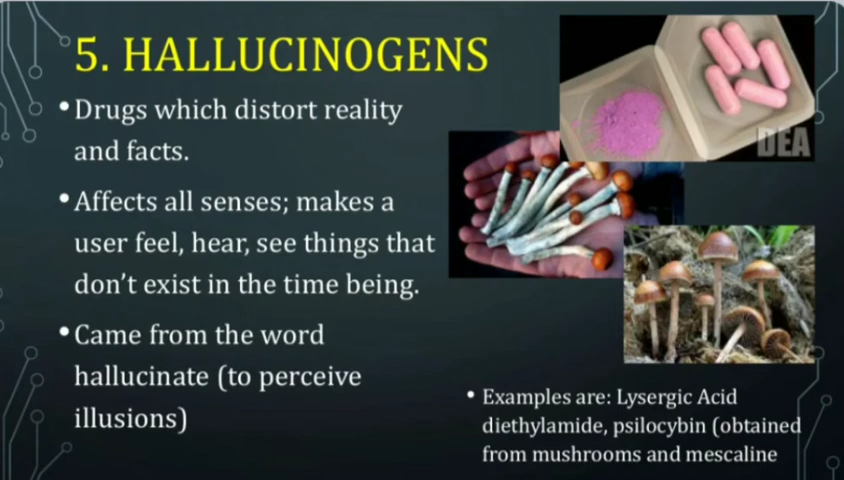 5. HALLUCINOGENS
•Drugs which distort reality
and facts.
•Affects all senses; makes a
user feel, hear, see things that
don’t exist in the time being.
•Came from the word
hallucinate (to perceive
illusions)
DEA
• Examples are: Lysergic Acid
diethylamide, psilocybin (obtained
from mushrooms and mescaline